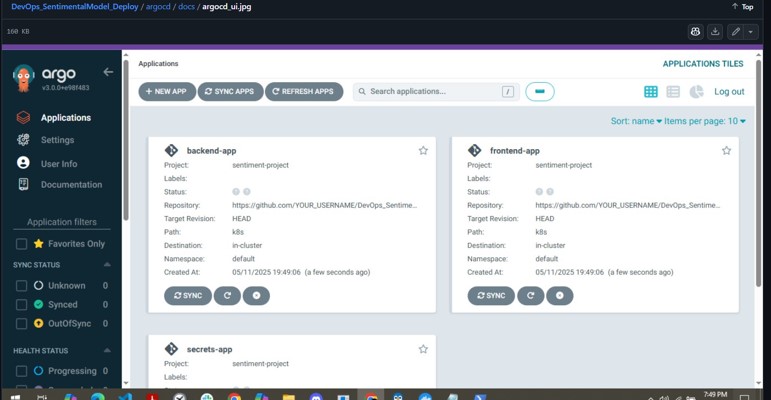 DevOps_SentimentalModel_Deploy / argocd / docs / argocd_ui.jpg
Top
160 KB
argo
v3.0.0+e98f483
Applications
Settings
User Info
Documentation
Application filters
Favorites Only
SYNC STATUS
Unknown 0
Synced 0
OutOfSync 0
HEALTH STATUS
Progressing 0
Applications
APPLICATIONS TILES
+ NEW APP
SYNC APPS
REFRESH APPS
Search applications...
/
Log out
Sort: name
Items per page: 10
backend-app
Project: sentiment-project
Labels:
Status:
Repository: https://github.com/YOUR_USERNAME/DevOps_Sentime...
Target Revision: HEAD
Path: k8s
Destination: in-cluster
Namespace: default
Created At: 05/11/2025 19:49:06 (a few seconds ago)
SYNC
frontend-app
Project: sentiment-project
Labels:
Status:
Repository: https://github.com/YOUR_USERNAME/DevOps_Sentime...
Target Revision: HEAD
Path: k8s
Destination: in-cluster
Namespace: default
Created At: 05/11/2025 19:49:06 (a few seconds ago)
SYNC
secrets-app
Project: sentiment-project
Labels:
7:49 PM